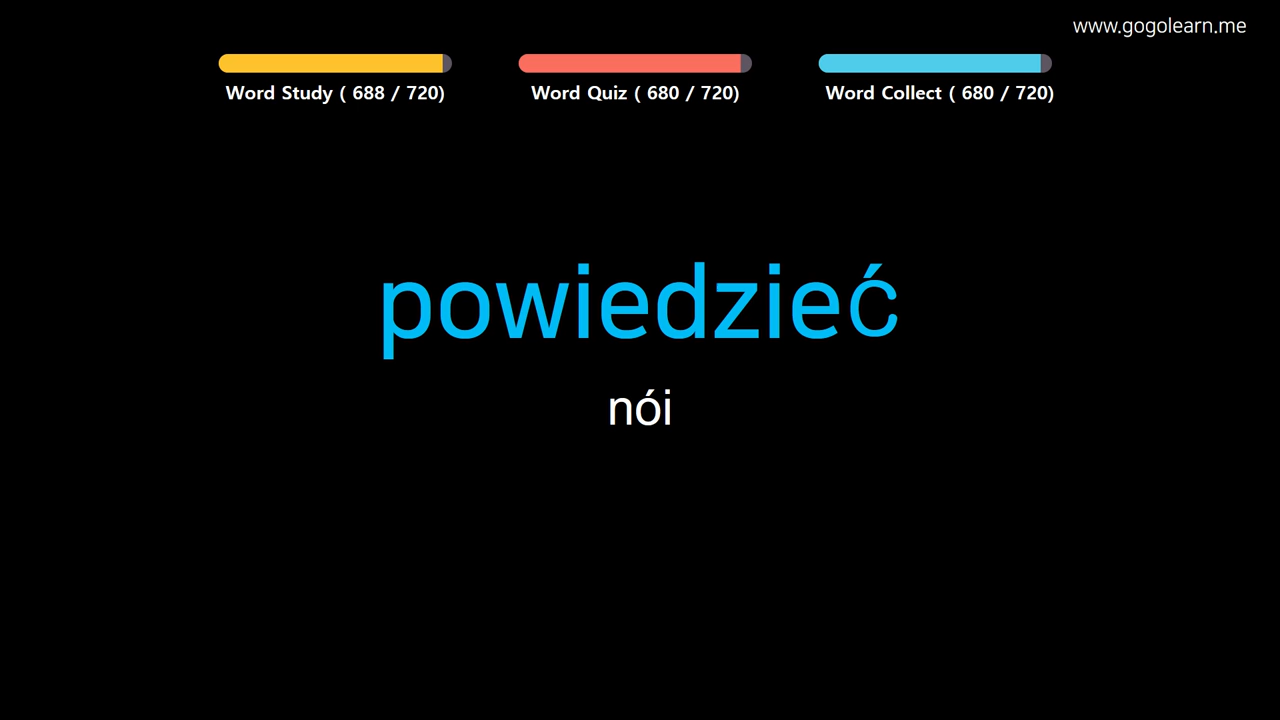 www.gogolearn.me
Word Study ( 688 / 720)
Word Quiz ( 680 / 720)
Word Collect ( 680 / 720)
powiedzieć
nói